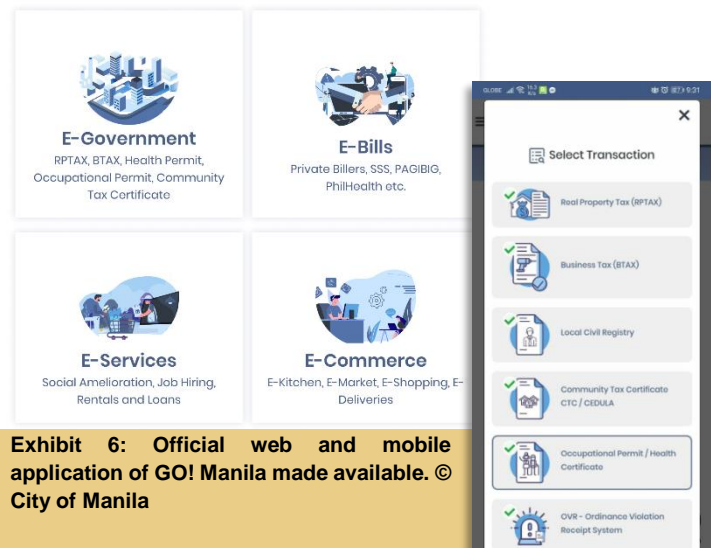 E-Government
RPTAX, BTAX, Health Permit,
Occupational Permit, Community
Tax Certificate
E-Bills
Private Billers, SSS, PAGIBIG,
PhilHealth etc.
E-Services
Social Amelioration, Job Hiring,
Rentals and Loans
E-Commerce
E-Kitchen, E-Market, E-Shopping, E-
Deliveries
Exhibit 6: Official web and mobile
application of GO! Manila made available. ©
City of Manila
GLOBE 9:31
Select Transaction
Real Property Tax (RPTAX)
Business Tax (BTAX)
Local Civil Registry
Community Tax Certificate
CTC / CEDULA
Occupational Permit / Health
Certificate
OVR - Ordinance Violation
Receipt System